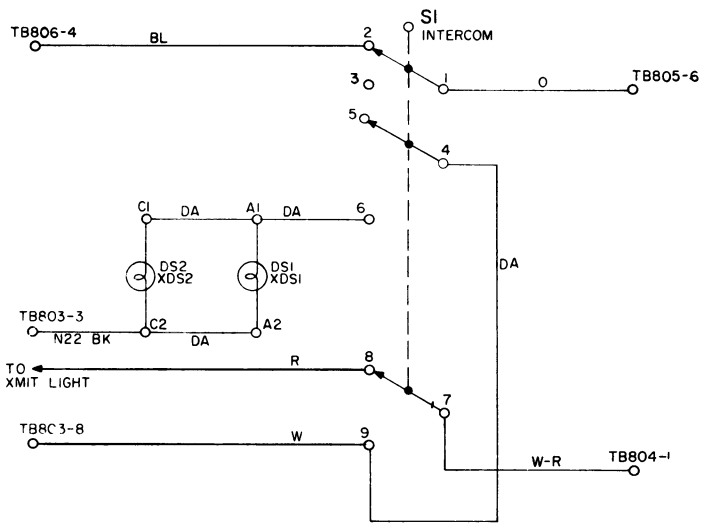 S1
INTERCOM
TB806-4
BL
2
3
1
O
TB805-6
5
4
C1
DA
A1
DA
6
DS2
XDS2
DS1
XDS1
DA
TB803-3
N22 BK
C2
DA
A2
TO
XMIT LIGHT
R
8
7
TB803-8
W
9
W-R
TB804-1